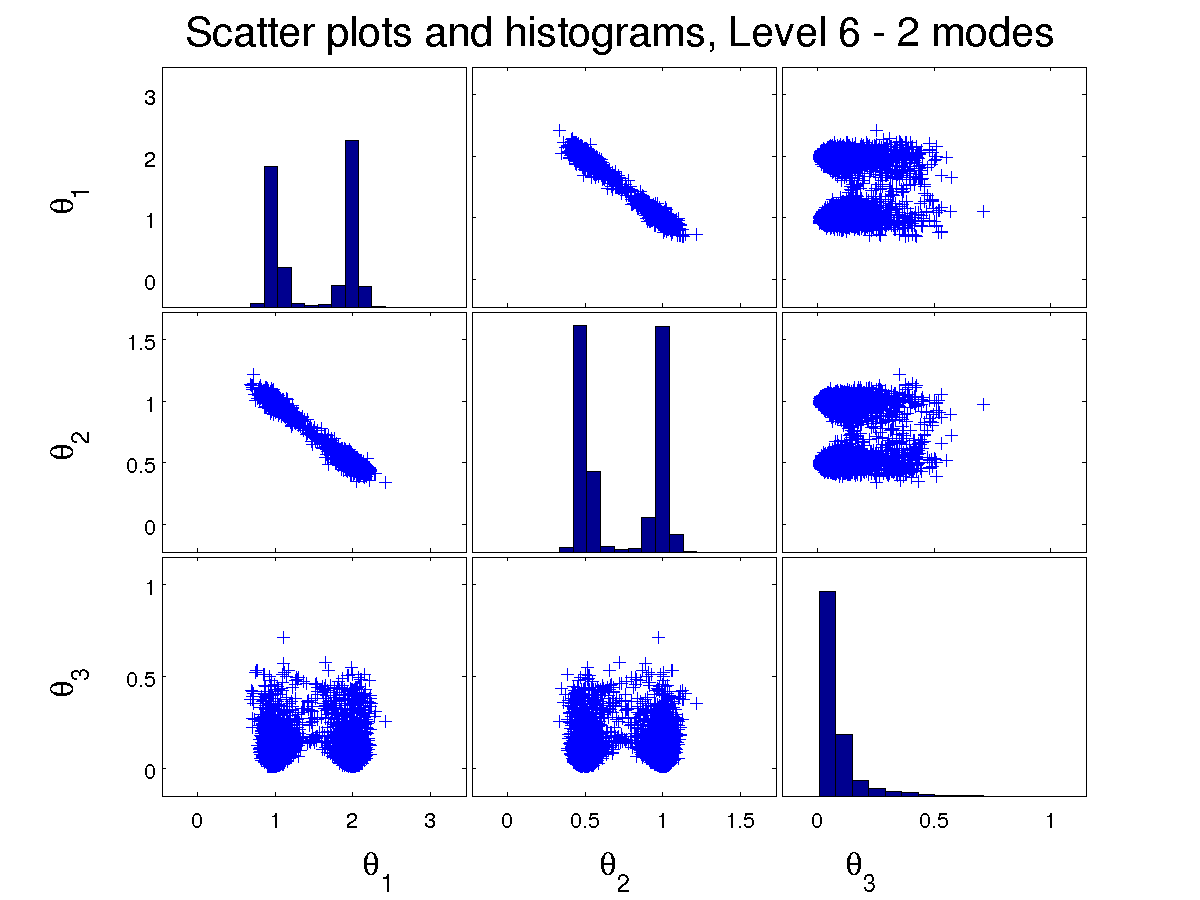 Scatter plots and histograms, Level 6 - 2 modes
θ1
3
2
1
0
θ2
1.5
1
0.5
0
θ3
1
0.5
0
0 1 2 3 0 0.5 1 1.5 0 0.5 1
θ1 θ2 θ3